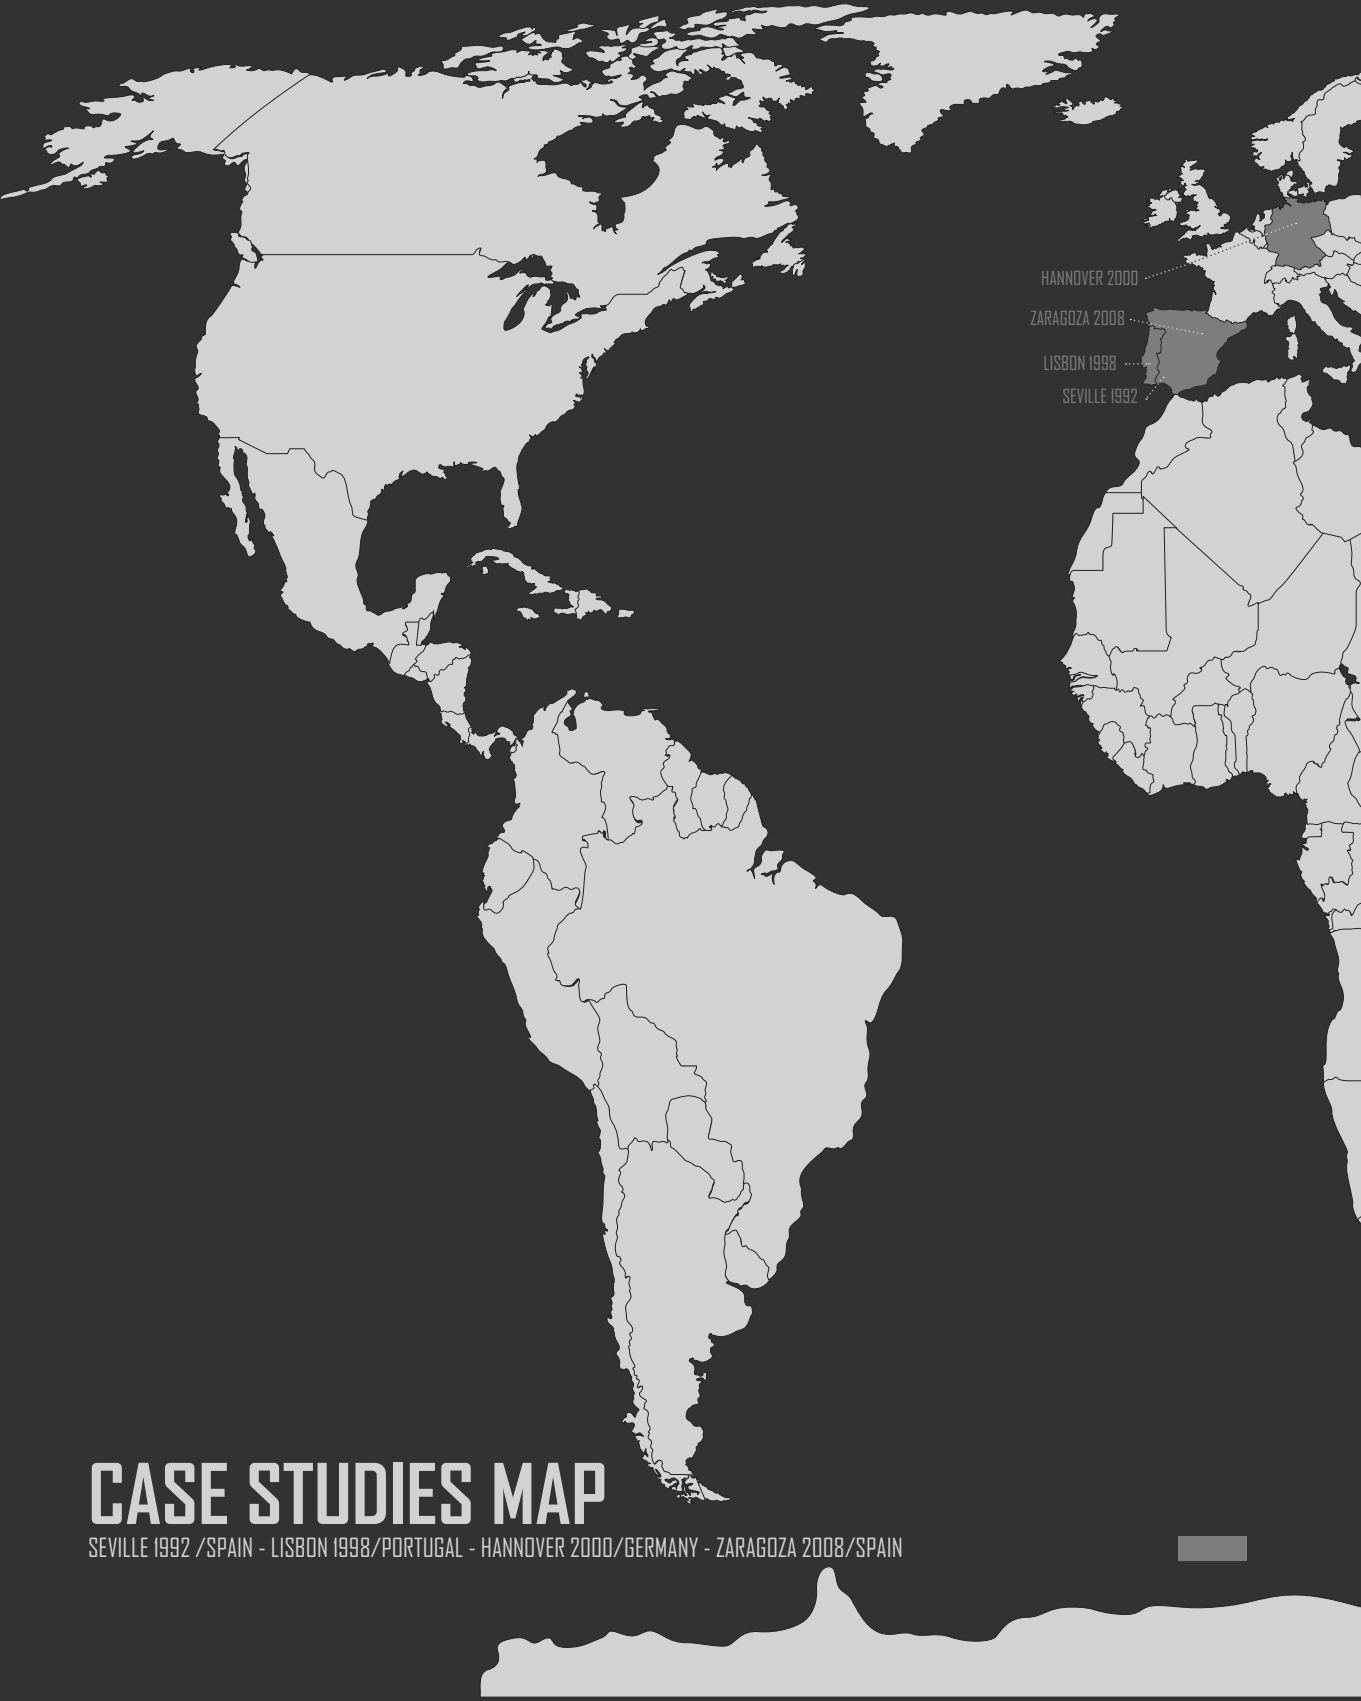 HANNOVER 2000
ZARAGOZA 2008
LISBON 1998
SEVILLE 1992
CASE STUDIES MAP
SEVILLE 1992 /SPAIN - LISBON 1998/PORTUGAL - HANNOVER 2000/GERMANY - ZARAGOZA 2008/SPAIN